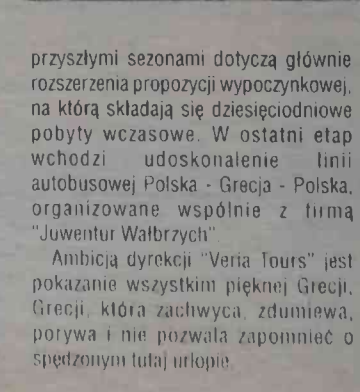 przyszłymi sezonami dotyczą głównie
rozszerzenia propozycji wypoczynkowej,
na którą składają się dziesięciodniowe
pobyty wczasowe. W ostatni etap
wchodzi udoskonalenie linii
autobusowej Polska - Grecja - Polska,
organizowane wspólnie z firmą
"Juwentur Wałbrzych"
Ambicją dyrekcji "Veria Tours" jest
pokazanie wszystkim pięknej Grecji,
Grecji, która zachwyca, zdumiewa,
porywa i nie pozwala zapomnieć o
spędzonym tutaj urlopie.